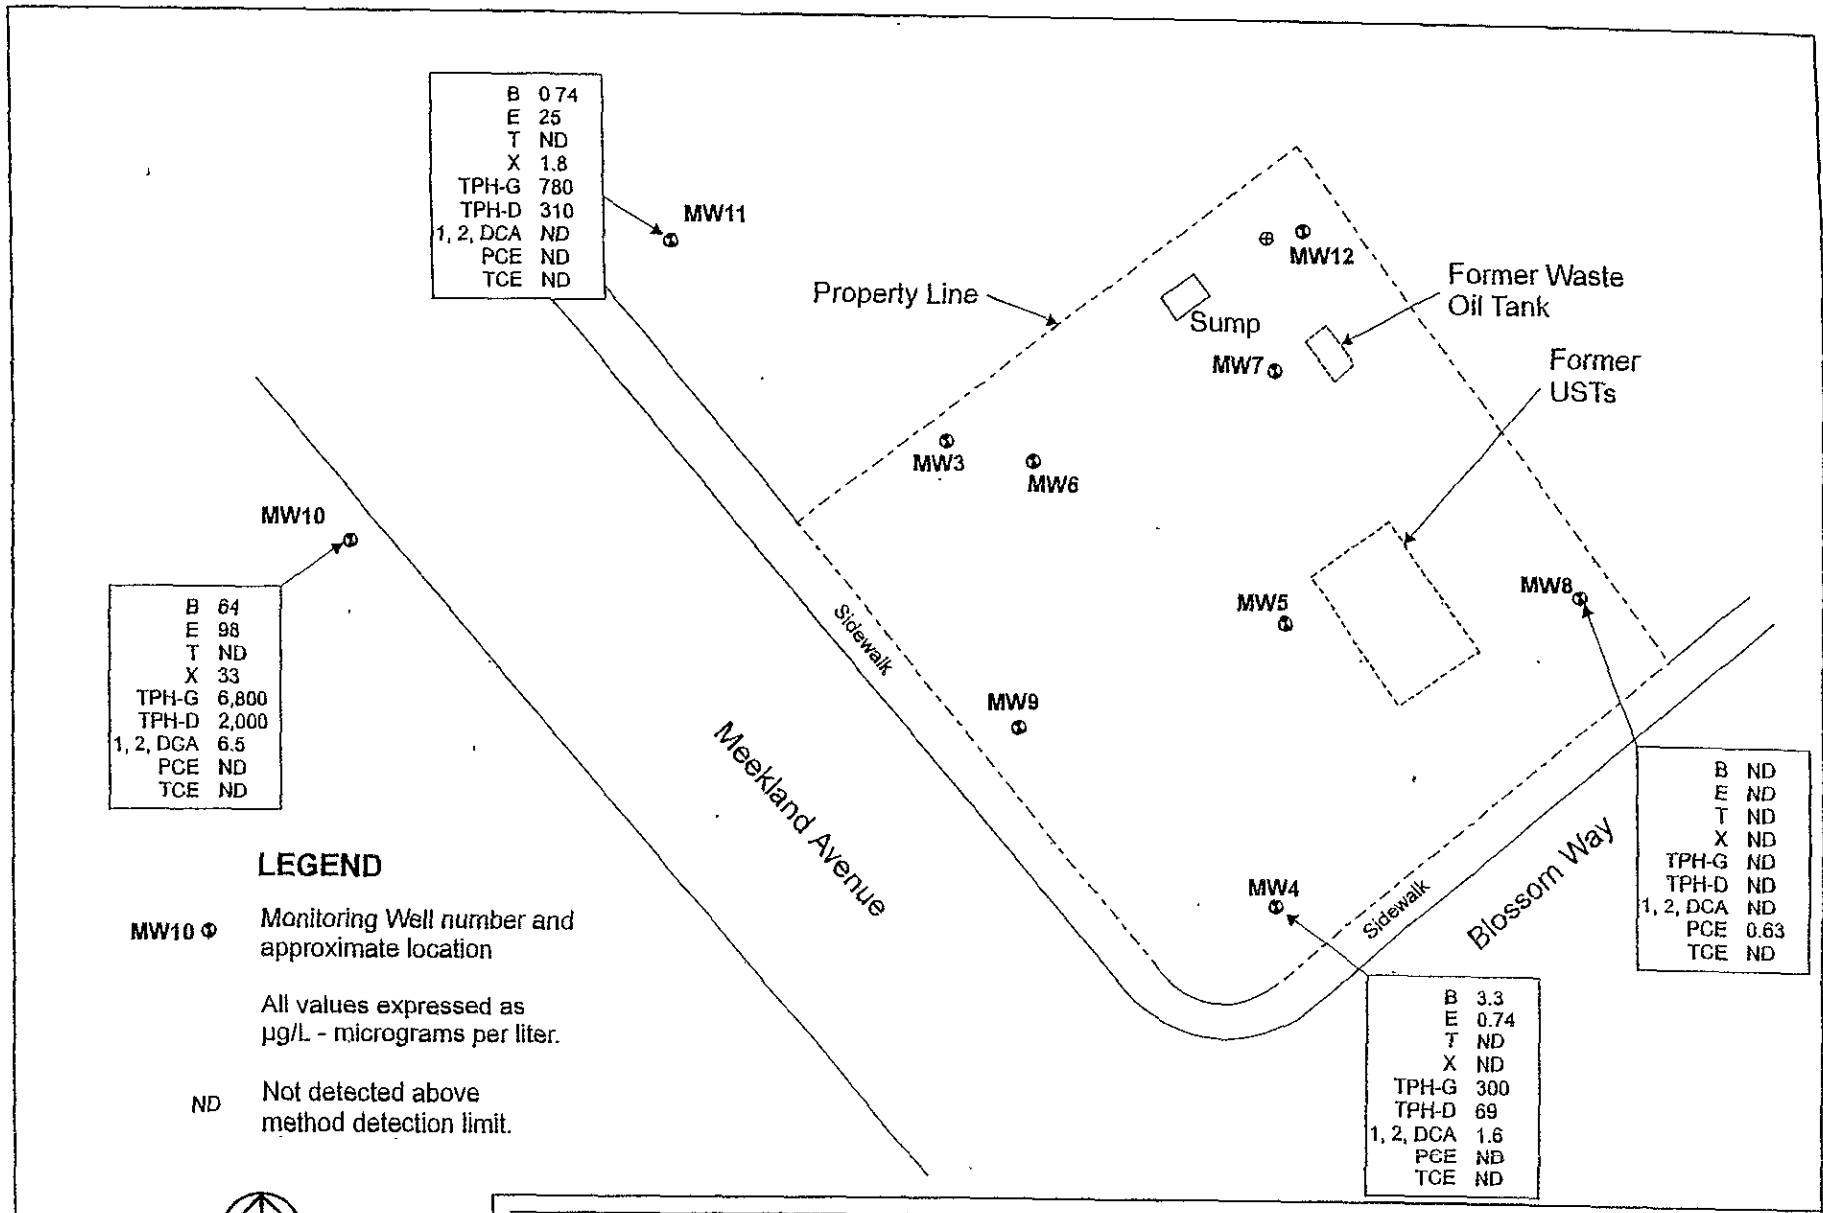 B 0 74
E 25
T ND
X 1.8
TPH-G 780
TPH-D 310
1, 2, DCA ND
PCE ND
TCE ND
MW11
MW12
Property Line
Sump
Former Waste
Oil Tank
MW7
Former
USTs
MW3
MW6
MW10
B 64
E 98
T ND
X 33
TPH-G 6,800
TPH-D 2,000
1, 2, DCA 6.5
PCE ND
TCE ND
MW5
MW8
Sidewalk
MW9
Meekland Avenue
B ND
E ND
T ND
X ND
TPH-G ND
TPH-D ND
1, 2, DCA ND
PCE 0.63
TCE ND
MW4
Sidewalk
Blossom Way
B 3.3
E 0.74
T ND
X ND
TPH-G 300
TPH-D 69
1, 2, DCA 1.6
PCE ND
TCE ND
LEGEND
MW10
Monitoring Well number and
approximate location
All values expressed as
µg/L - micrograms per liter.
ND
Not detected above
method detection limit.